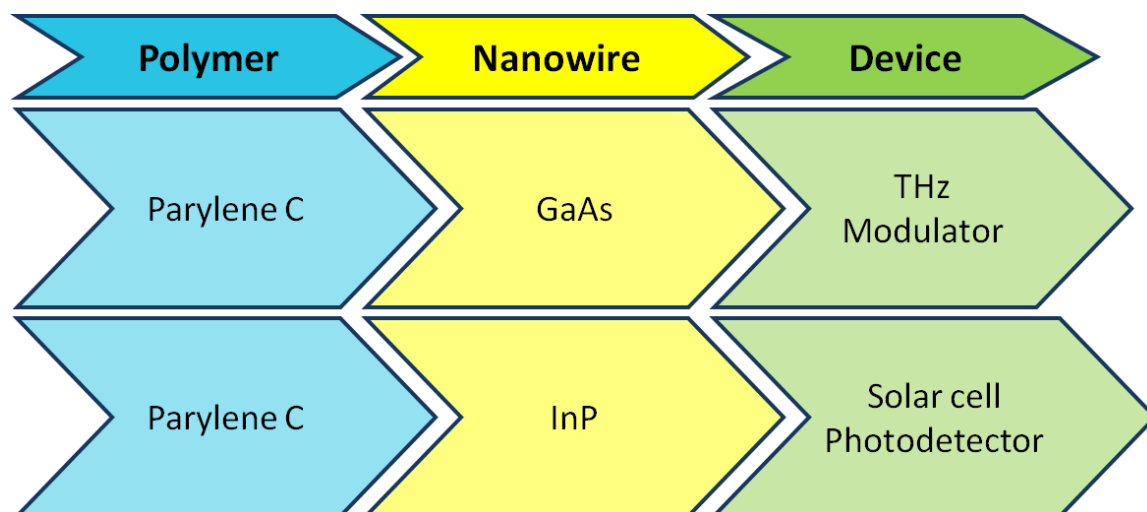 Polymer
Nanowire
Device
Parylene C
GaAs
THz
Modulator
Parylene C
InP
Solar cell
Photodetector